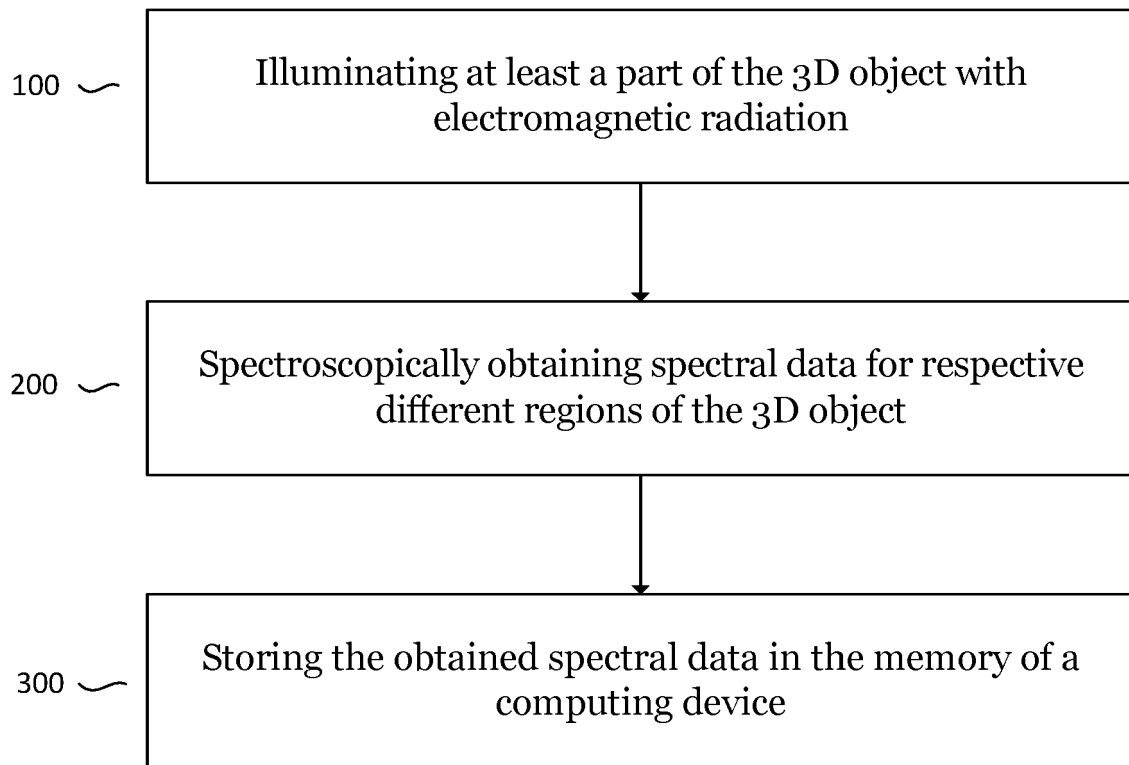 100
Illuminating at least a part of the 3D object with
electromagnetic radiation
200
Spectroscopically obtaining spectral data for respective
different regions of the 3D object
300
Storing the obtained spectral data in the memory of a
computing device